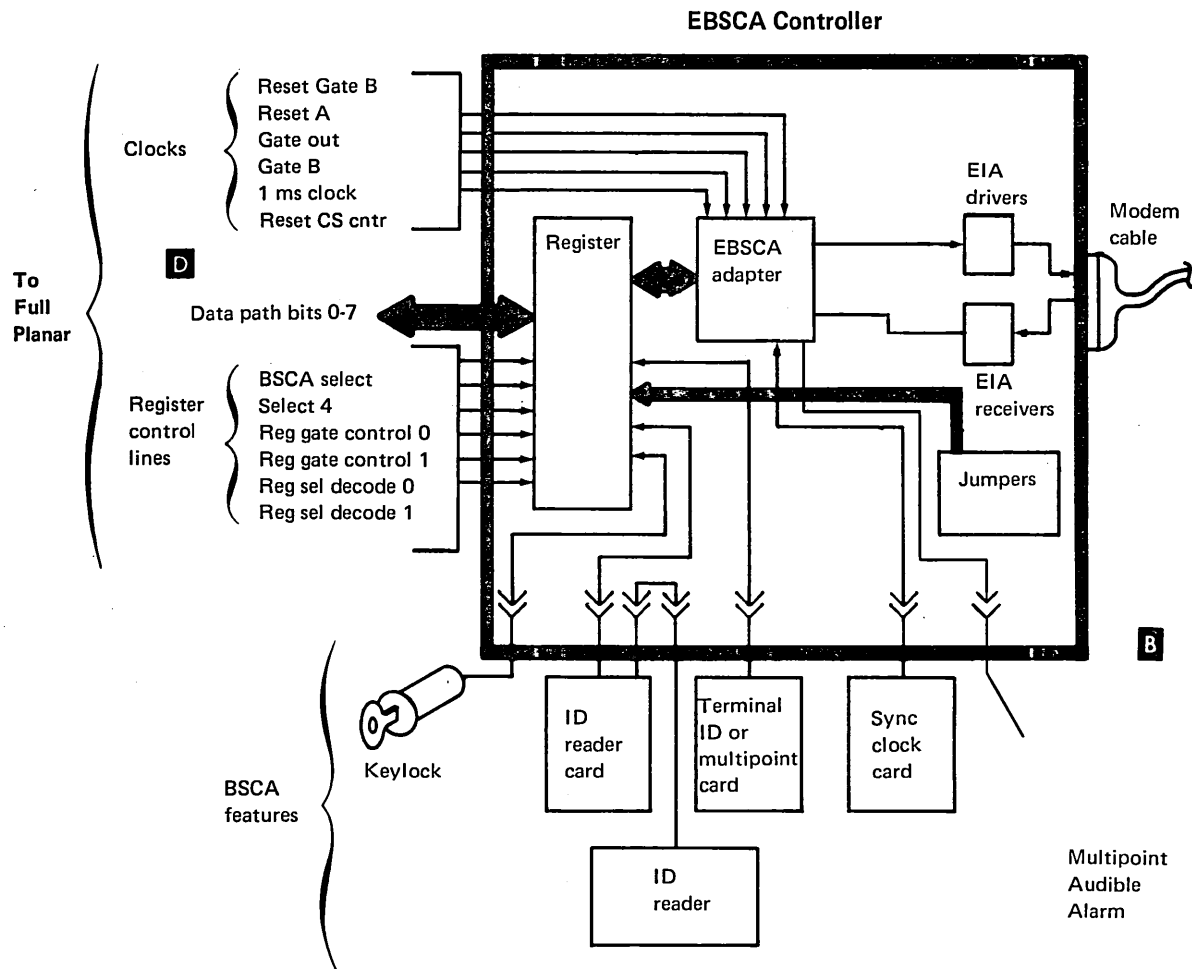 EBSCA Controller
To
Full
Planar
Clocks
Reset Gate B
Reset A
Gate out
Gate B
1 ms clock
Reset CS cntr
D
Data path bits 0-7
Register
control
lines
BSCA select
Select 4
Reg gate control 0
Reg gate control 1
Reg sel decode 0
Reg sel decode 1
Register
EBSCA
adapter
EIA
drivers
Modem
cable
EIA
receivers
Jumpers
B
BSCA
features
Keylock
ID
reader
card
Terminal
ID or
multipoint
card
Sync
clock
card
ID
reader
Multipoint
Audible
Alarm